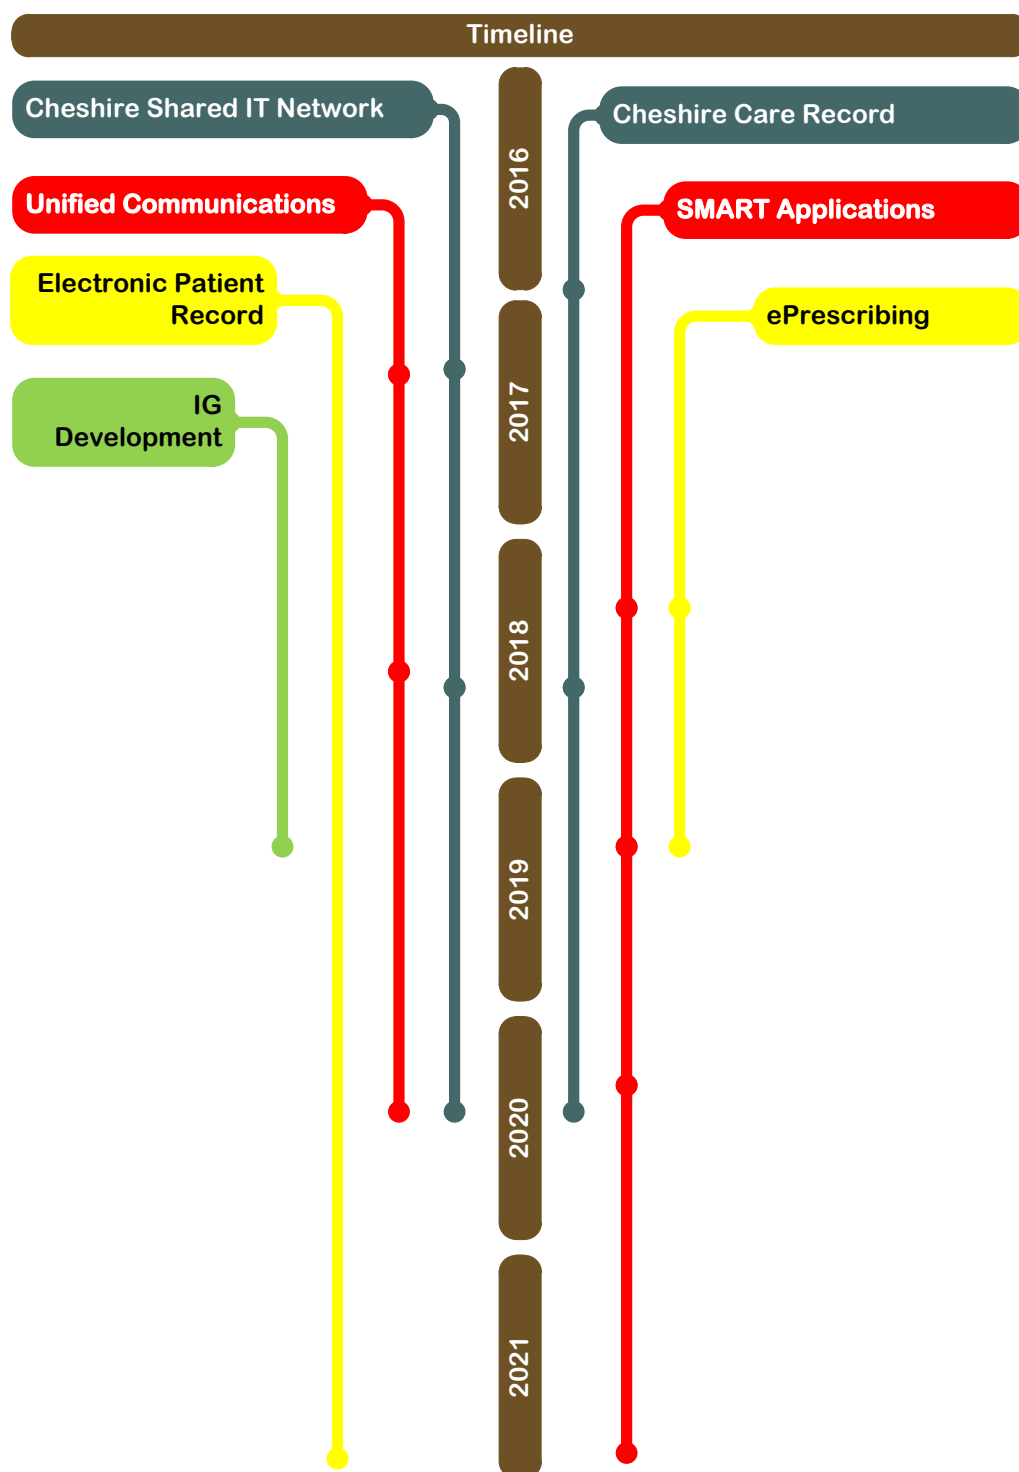 Timeline
Cheshire Shared IT Network
Cheshire Care Record
2016
Unified Communications
SMART Applications
Electronic Patient
Record
ePrescribing
2017
IG
Development
2018
2019
2020
2021